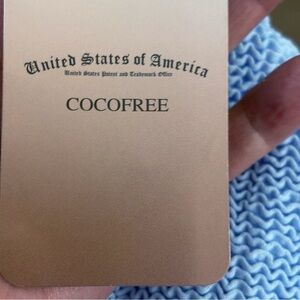 United States of America
United States Patent and Trademark Office
COCOFREE